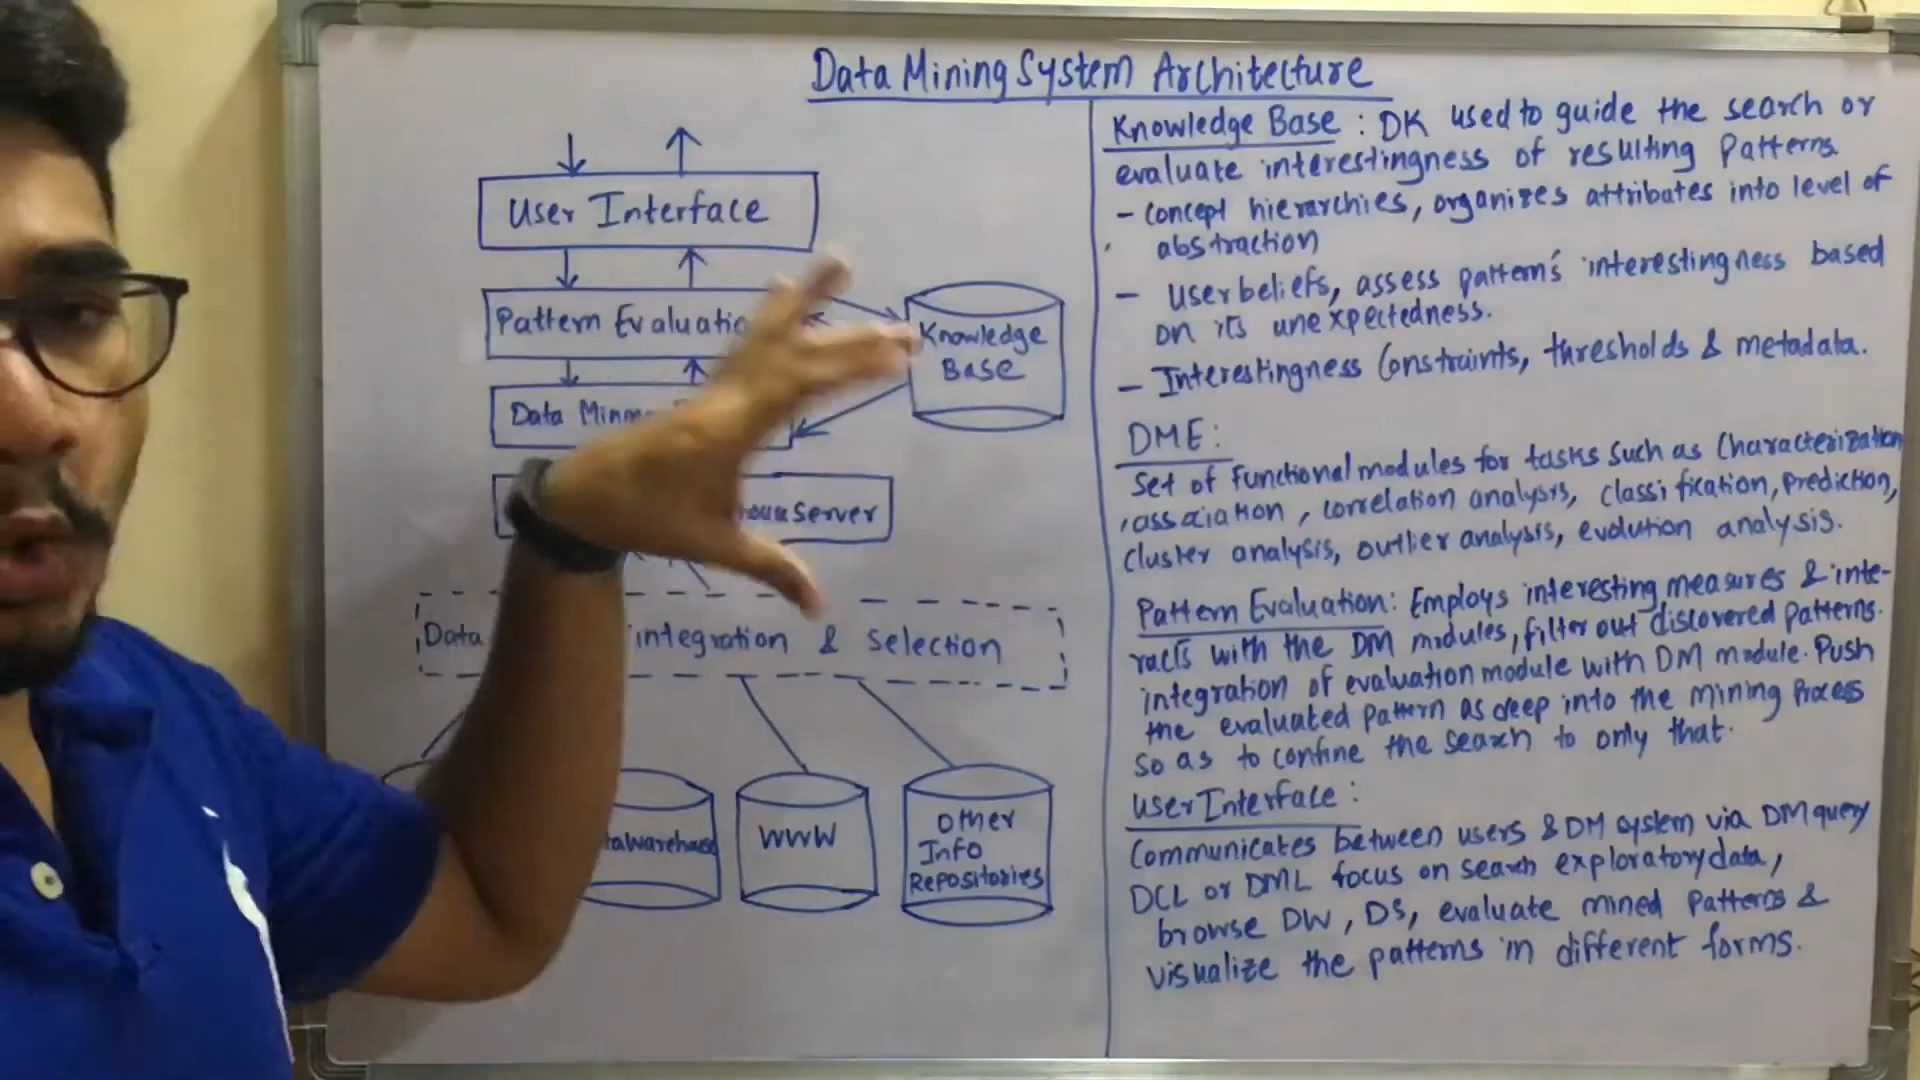 Data Mining System Architecture
User Interface
Pattern Evaluation
Knowledge
Base
Data
Server
Data integration & Selection
WWW
Other
Info
Repositories
Knowledge Base : DK used to guide the search or
evaluate interestingness of resulting Patterns.
- Concept hierarchies, organizes attributes into level of
abstraction
- User beliefs, assess pattern's interestingness based
on its unexpectedness.
- Interestingness Constraints, thresholds & metadata.
DME :
Set of Functional modules for tasks such as Characterization
, association, correlation analysis, classification, prediction,
cluster analysis, outlier analysis, evolution analysis.
Pattern Evaluation : Employs interesting measures & inte-
racts with the DM modules, filter out discovered patterns.
integration of evaluation module with DM module. Push
the evaluated pattern as deep into the mining Process
so as to confine the search to only that.
User Interface :
Communicates between users & DM system via DM query
DCL or DML focus on search exploratory data,
browse DW, DS, evaluate mined Patterns &
visualize the patterns in different forms.